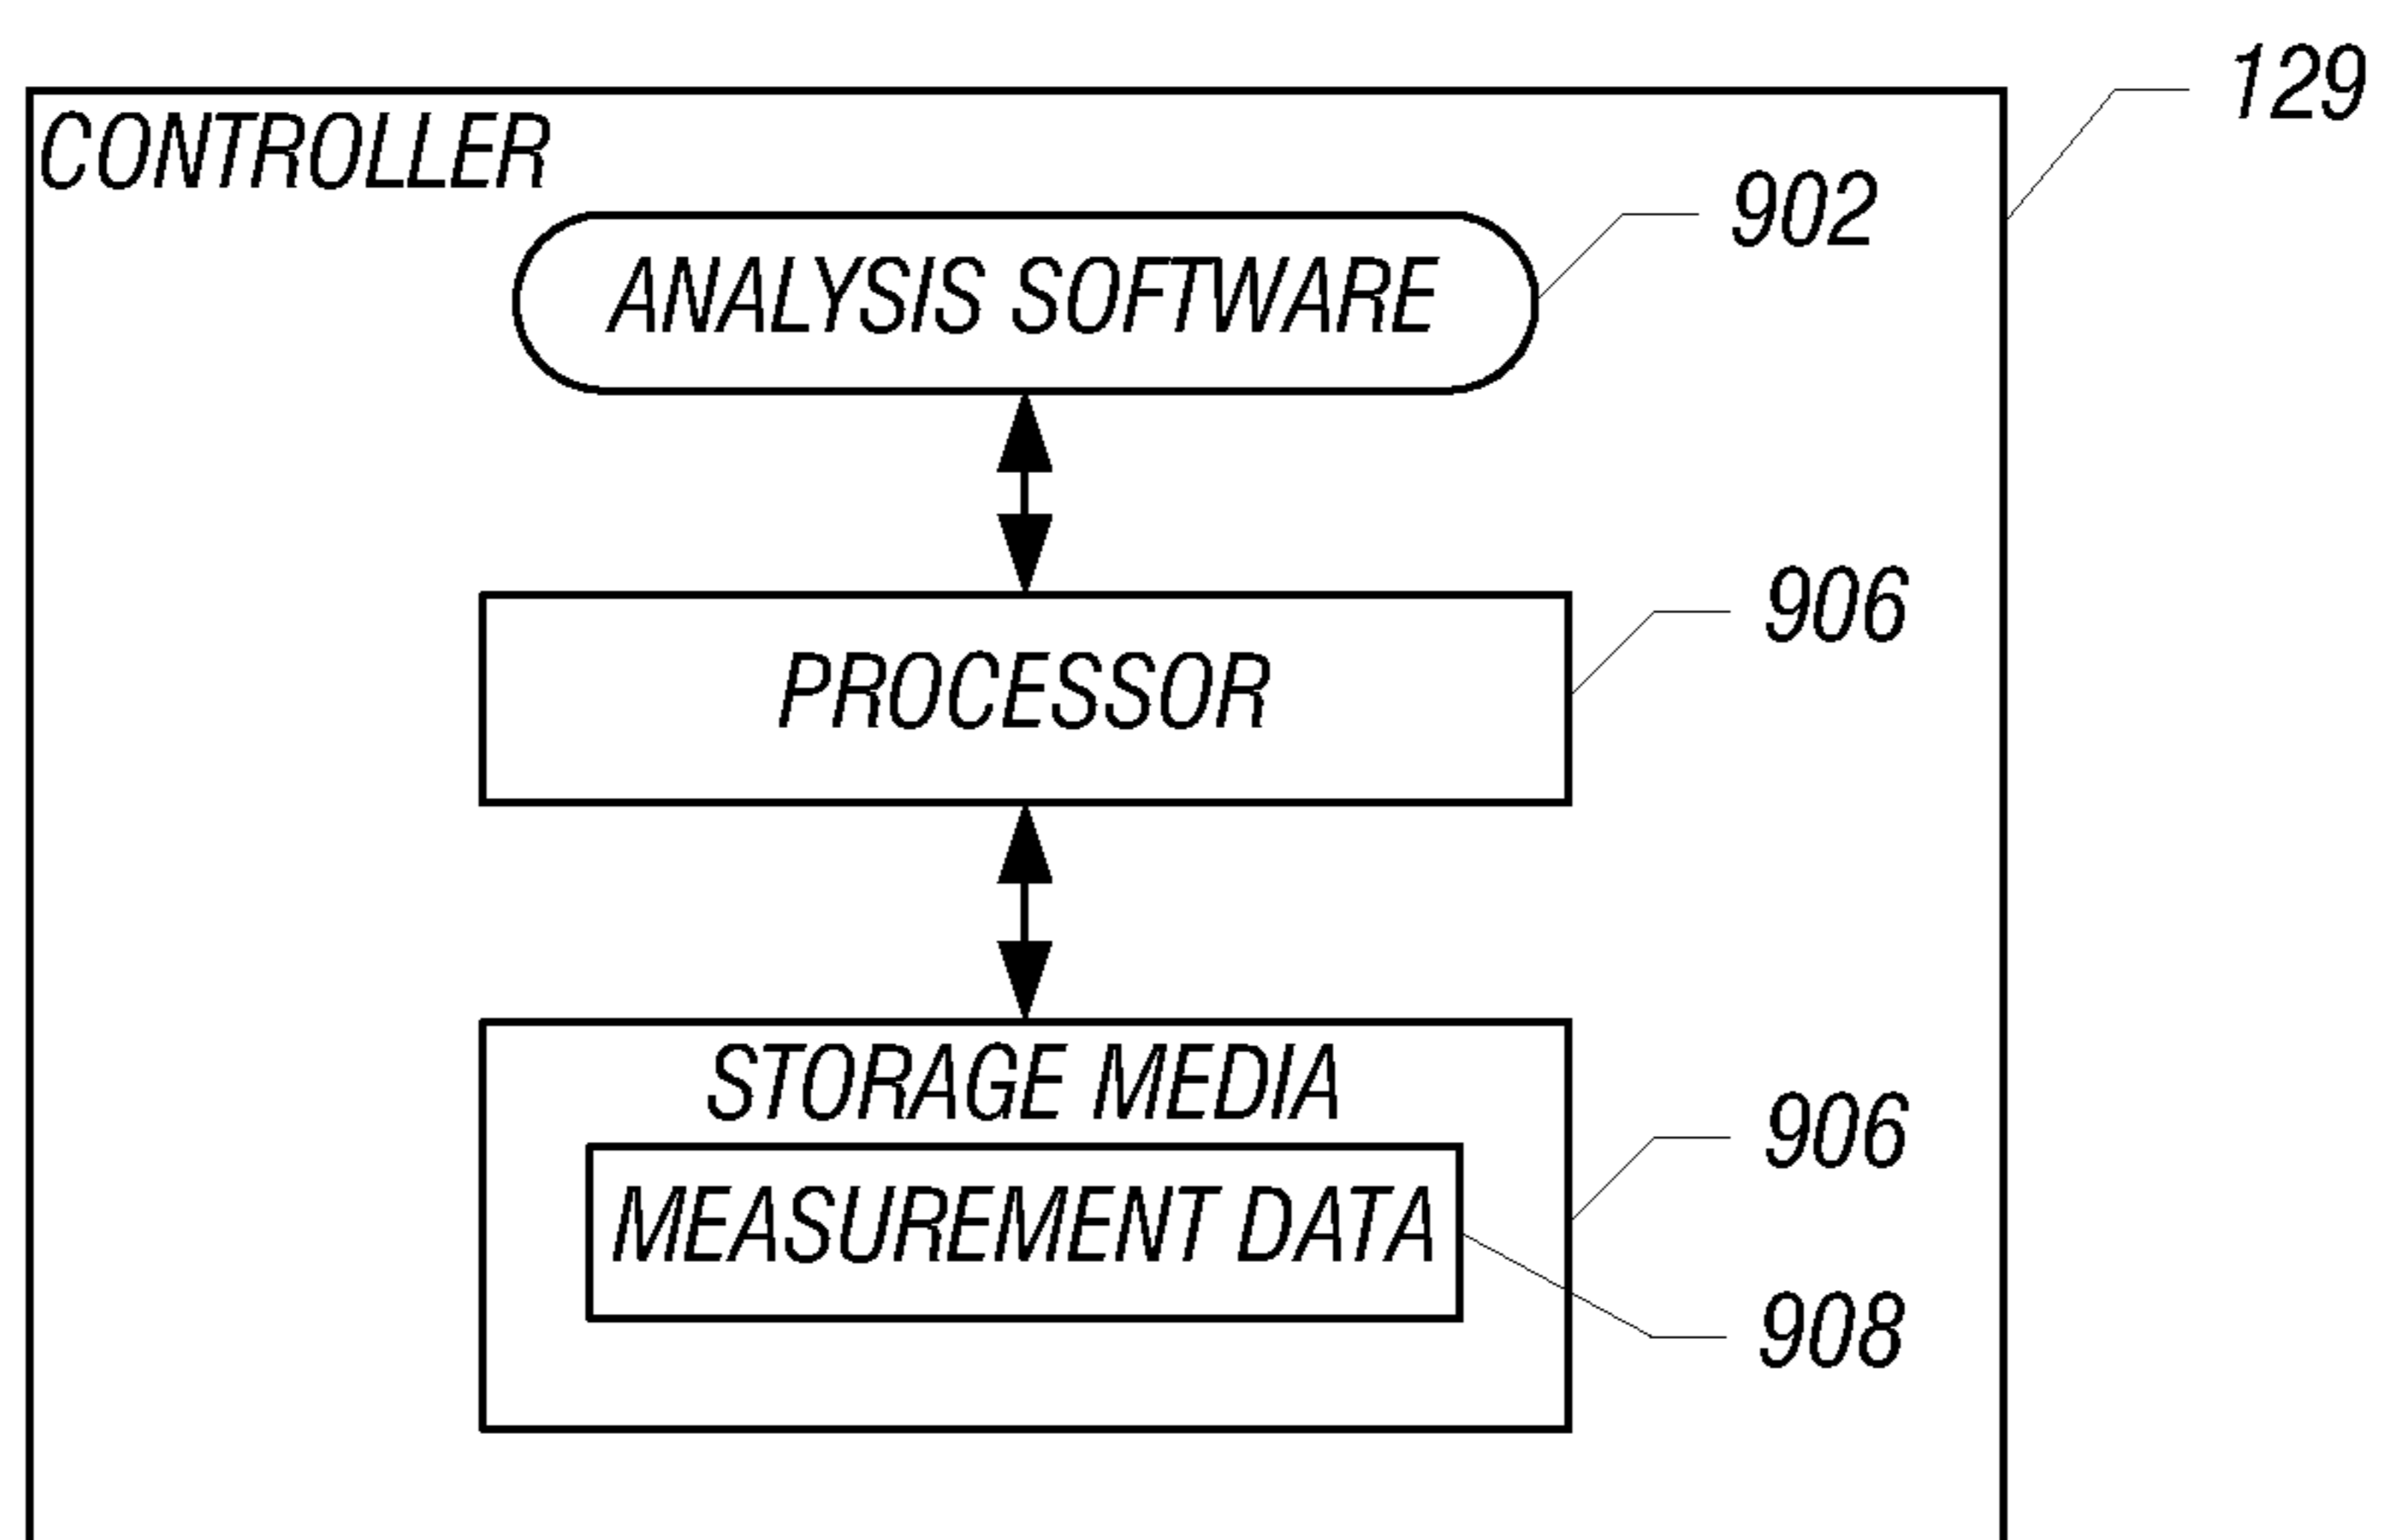 129
CONTROLLER
902
ANALYSIS SOFTWARE
906
PROCESSOR
STORAGE MEDIA
906
MEASUREMENT DATA
908